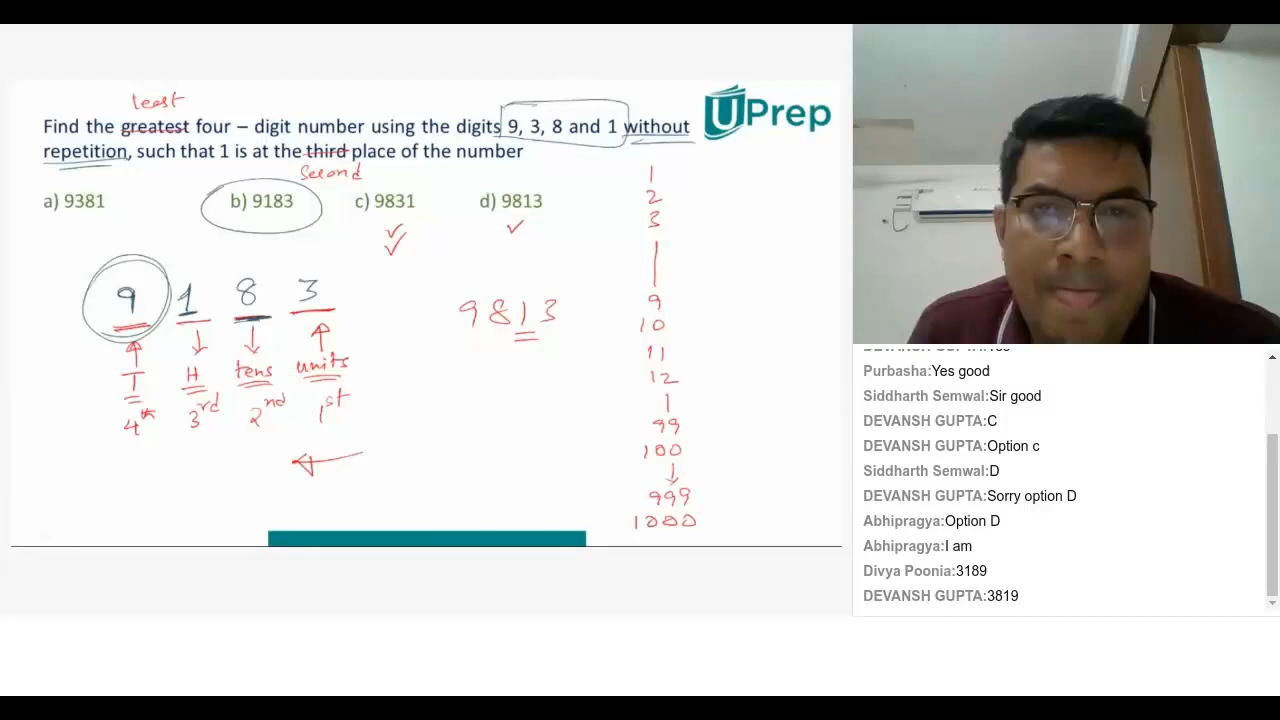 least
Find the greatest four – digit number using the digits 9, 3, 8 and 1 without
repetition, such that 1 is at the third place of the number
second
UPrep
a) 9381 b) 9183 c) 9831 d) 9813
9 1 8 3
T H tens units
4th 3rd 2nd 1st
9813
1
2
3
9
10
11
12
99
100
999
1000
Purbasha:Yes good
Siddharth Semwal:Sir good
DEVANSH GUPTA:C
DEVANSH GUPTA:Option c
Siddharth Semwal:D
DEVANSH GUPTA:Sorry option D
Abhipragya:Option D
Abhipragya:I am
Divya Poonia:3189
DEVANSH GUPTA:3819